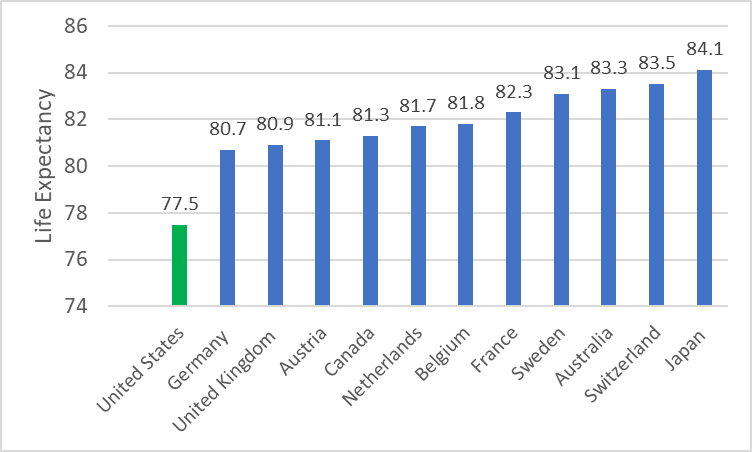 86
84
82
80
78
76
74
Life Expectancy
77.5
80.7
80.9
81.1
81.3
81.7
81.8
82.3
83.1
83.3
83.5
84.1
United States
Germany
United Kingdom
Austria
Canada
Netherlands
Belgium
France
Sweden
Australia
Switzerland
Japan